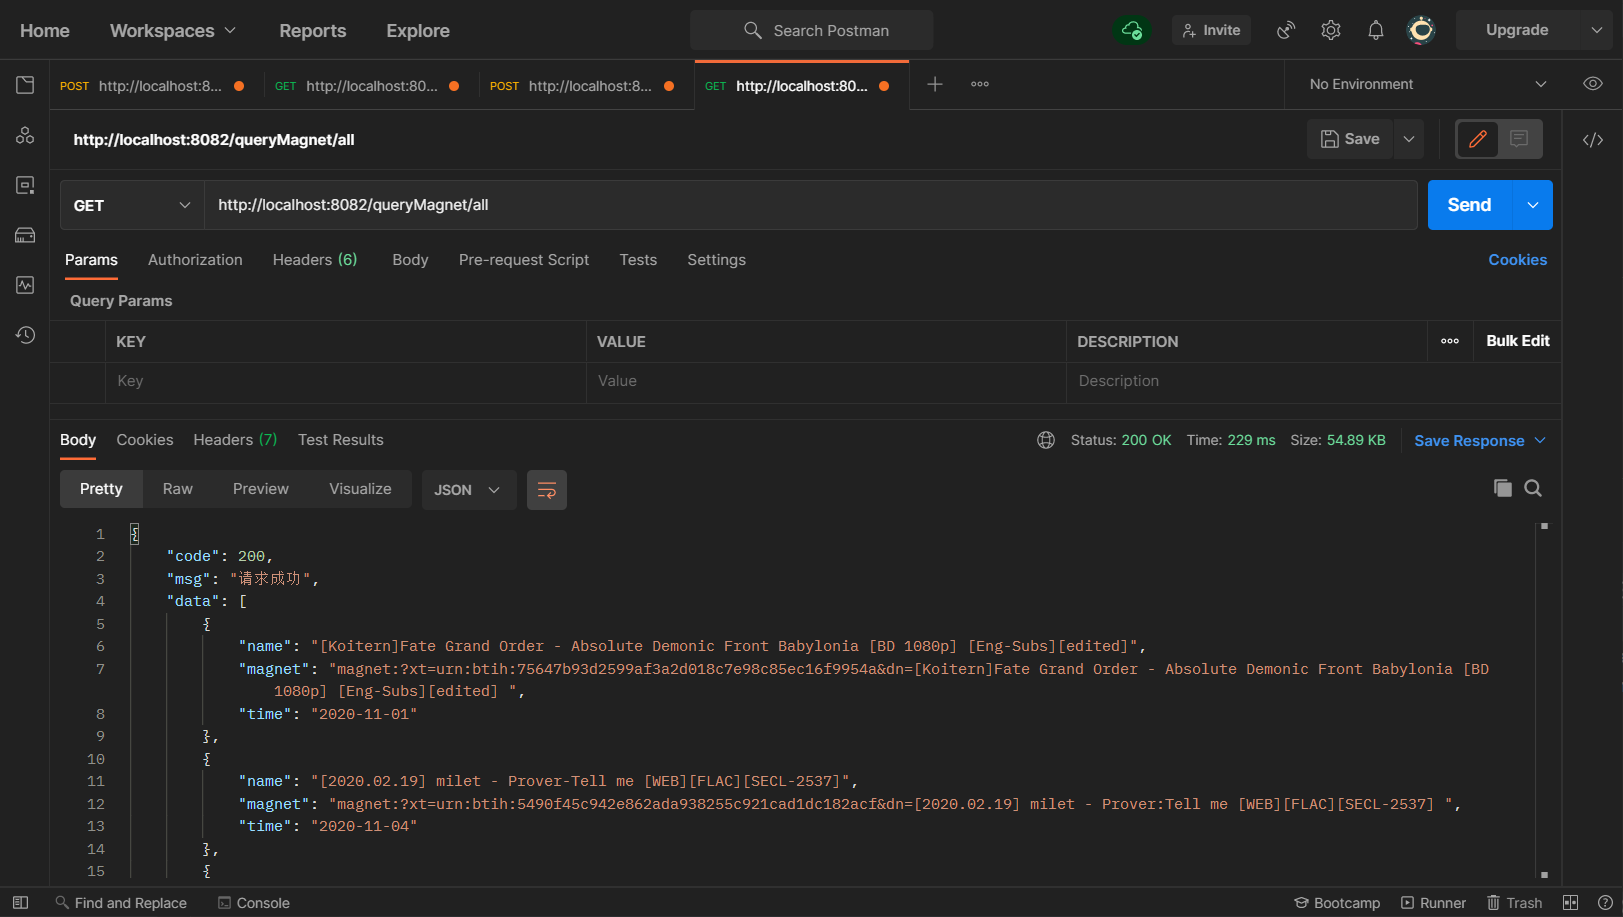 Home Workspaces Reports Explore Search Postman Invite Upgrade
POST http://localhost:8... GET http://localhost:80... POST http://localhost:8... GET http://localhost:80... No Environment
http://localhost:8082/queryMagnet/all Save
GET http://localhost:8082/queryMagnet/all Send
Params Authorization Headers (6) Body Pre-request Script Tests Settings Cookies
Query Params
KEY VALUE DESCRIPTION Bulk Edit
Key Value Description
Body Cookies Headers (7) Test Results Status: 200 OK Time: 229 ms Size: 54.89 KB Save Response
Pretty Raw Preview Visualize JSON
1 {
2 "code": 200,
3 "msg": "请求成功",
4 "data": [
5 {
6 "name": "[Koitern]Fate Grand Order - Absolute Demonic Front Babylonia [BD 1080p] [Eng-Subs][edited]",
7 "magnet": "magnet:?xt=urn:btih:75647b93d2599af3a2d018c7e98c85ec16f9954a&dn=[Koitern]Fate Grand Order - Absolute Demonic Front Babylonia [BD
1080p] [Eng-Subs][edited] ",
8 "time": "2020-11-01"
9 },
10 {
11 "name": "[2020.02.19] milet - Prover-Tell me [WEB][FLAC][SECL-2537]",
12 "magnet": "magnet:?xt=urn:btih:5490f45c942e862ada938255c921cad1dc182acf&dn=[2020.02.19] milet - Prover:Tell me [WEB][FLAC][SECL-2537] ",
13 "time": "2020-11-04"
14 },
15 {
Find and Replace Console Bootcamp Runner Trash